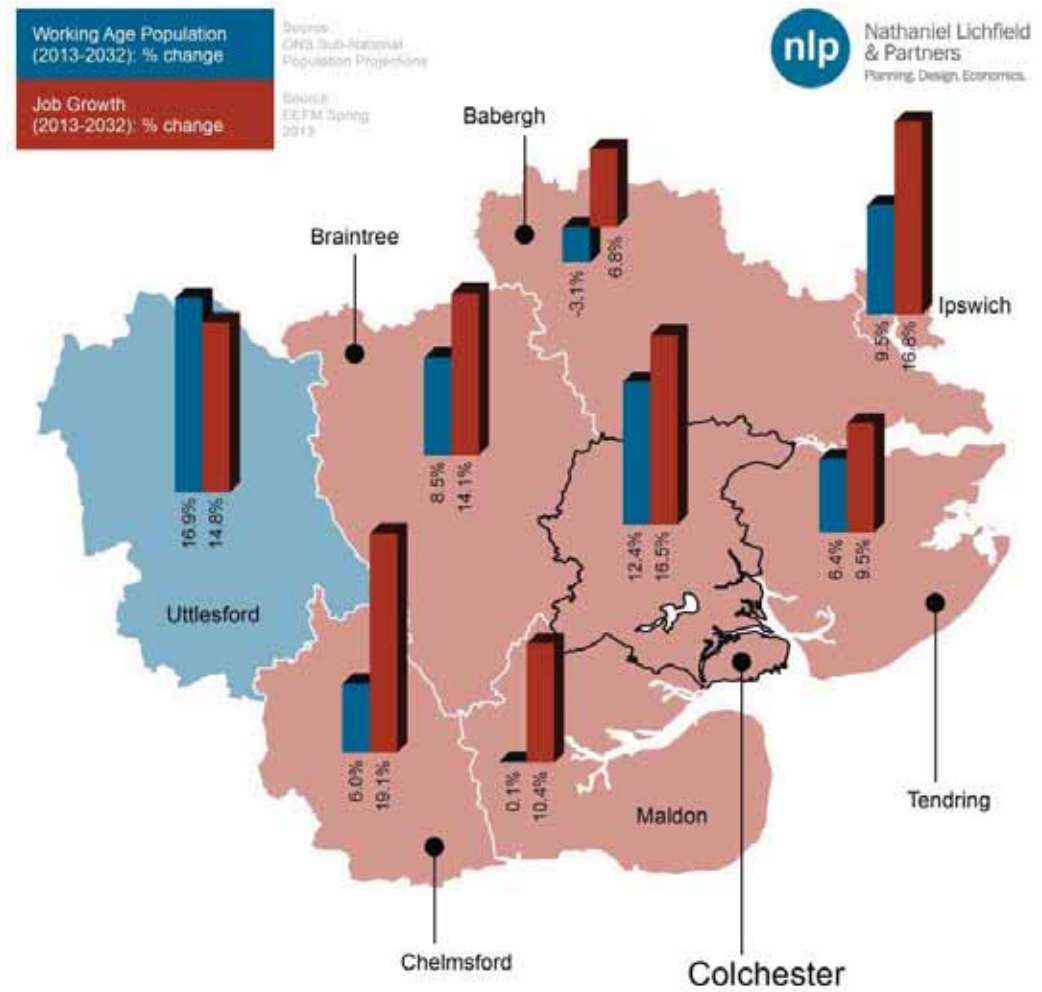 Working Age Population
(2013-2032): % change
Source:
ONS Sub-National
Population Projections
Job Growth
(2013-2032): % change
Source:
EEFM Spring
2013
nlp
Nathaniel Lichfield
& Partners
Planning. Design. Economics.
Babergh
-3.1%
6.8%
Braintree
8.5%
14.1%
Ipswich
9.5%
16.8%
16.9%
14.8%
Uttlesford
12.4%
16.5%
6.4%
9.5%
6.0%
19.1%
0.1%
10.4%
Maldon
Tendring
Chelmsford
Colchester